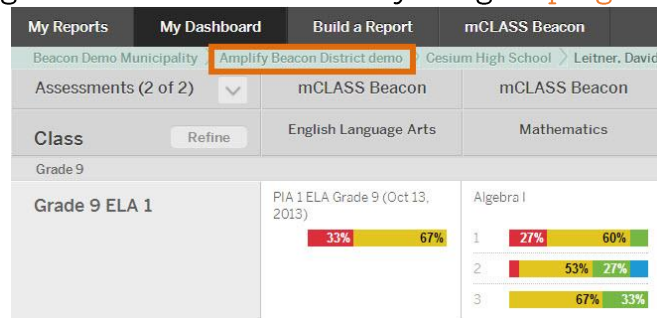 My Reports My Dashboard Build a Report mCLASS Beacon
Beacon Demo Municipality Amplify Beacon District demo Cesium High School Leitner, David
Assessments (2 of 2) mCLASS Beacon mCLASS Beacon
Class Refine English Language Arts Mathematics
Grade 9
Grade 9 ELA 1 PIA 1 ELA Grade 9 (Oct 13, 2013) Algebra I
33% 67% 1 27% 60%
2 53% 27%
3 67% 33%